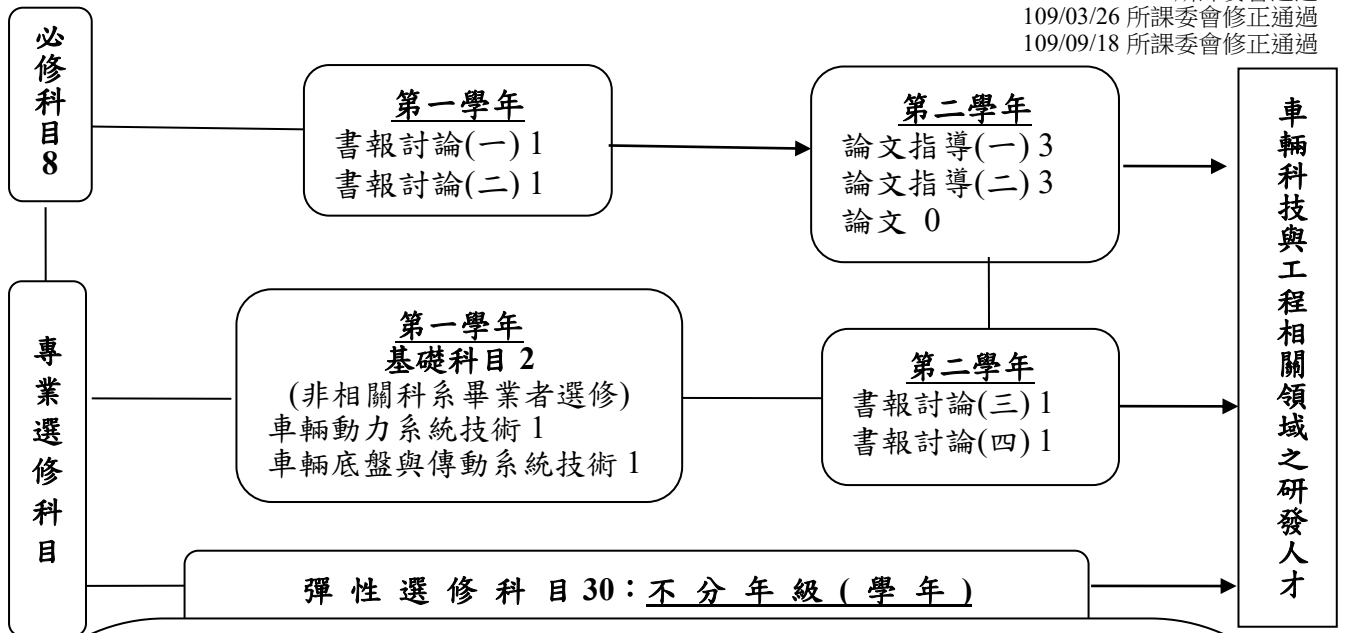 109/03/26 所課委會修正通過
109/09/18 所課委會修正通過
必修科目8
第一學年
書報討論(一) 1
書報討論(二) 1
第二學年
論文指導(一) 3
論文指導(二) 3
論文 0
專業選修科目
第一學年
基礎科目 2
(非相關科系畢業者選修)
車輛動力系統技術 1
車輛底盤與傳動系統技術 1
第二學年
書報討論(三) 1
書報討論(四) 1
彈性選修科目30：不分年級(學年)
車輛科技與工程相關領域之研發人才